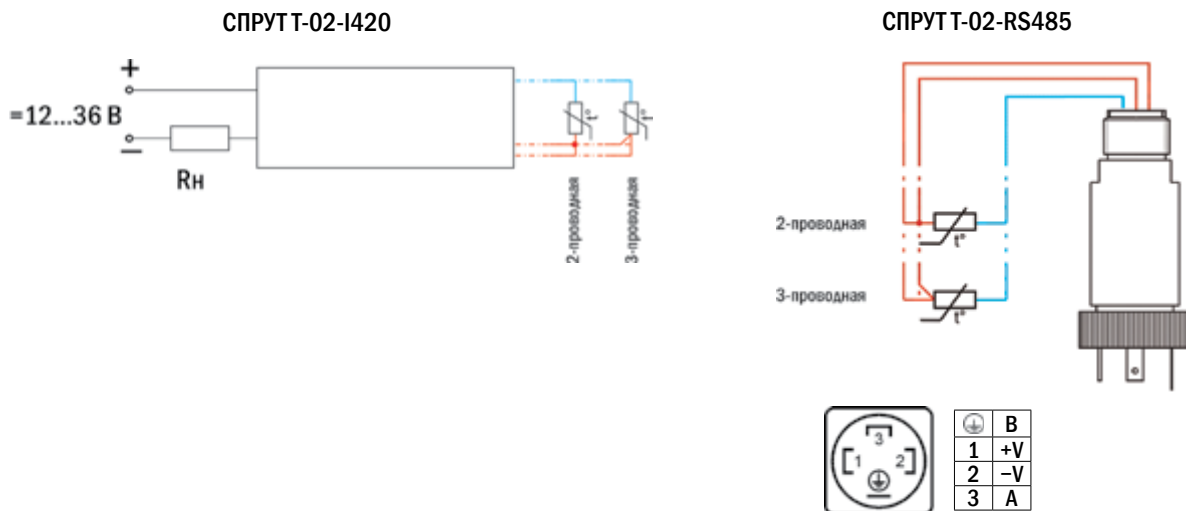 СПРУТ Т-02-I420
+
=12...36 В
—
Rн
t°
t°
2-проводная
3-проводная
СПРУТ Т-02-RS485
2-проводная
t°
3-проводная
t°
3
1 2
⏚ B
1 +V
2 –V
3 A